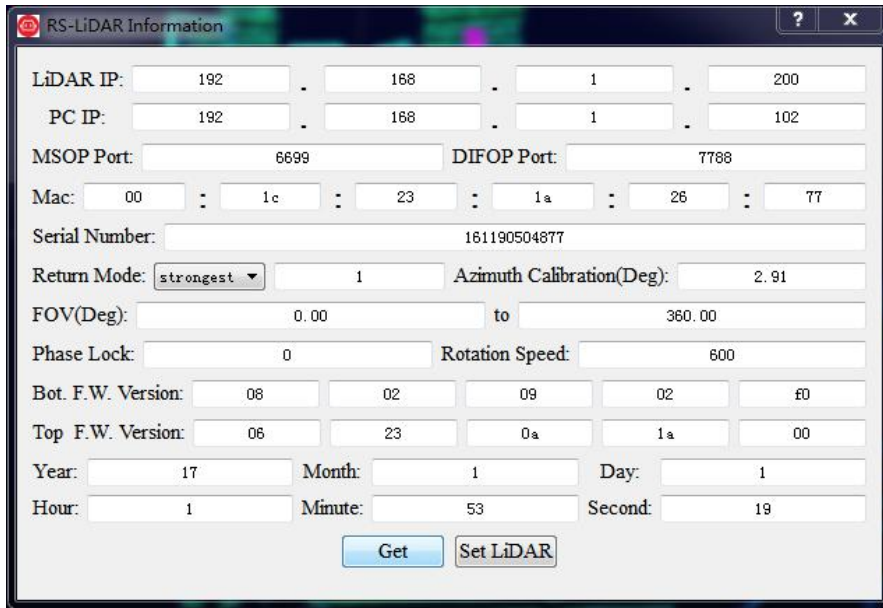 RS-LiDAR Information ? X
LiDAR IP: 192 . 168 . 1 . 200
PC IP: 192 . 168 . 1 . 102
MSOP Port: 6699 DIFOP Port: 7788
Mac: 00 : 1c : 23 : 1a : 26 : 77
Serial Number: 161190504877
Return Mode: strongest 1 Azimuth Calibration(Deg): 2.91
FOV(Deg): 0.00 to 360.00
Phase Lock: 0 Rotation Speed: 600
Bot. F.W. Version: 08 02 09 02 f0
Top F.W. Version: 06 23 0a 1a 00
Year: 17 Month: 1 Day: 1
Hour: 1 Minute: 53 Second: 19
Get Set LiDAR